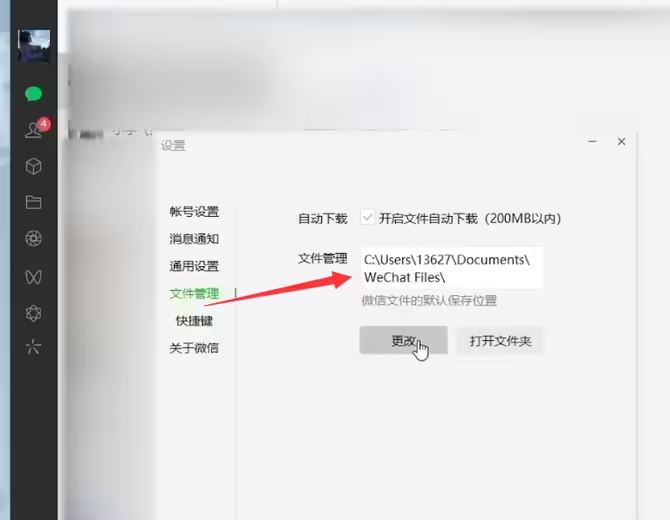 4
设置
帐号设置
消息通知
通用设置
文件管理
快捷键
关于微信
自动下载
开启文件自动下载（200MB以内）
文件管理
C:\Users\13627\Documents\
WeChat Files\
微信文件的默认保存位置
更改
打开文件夹